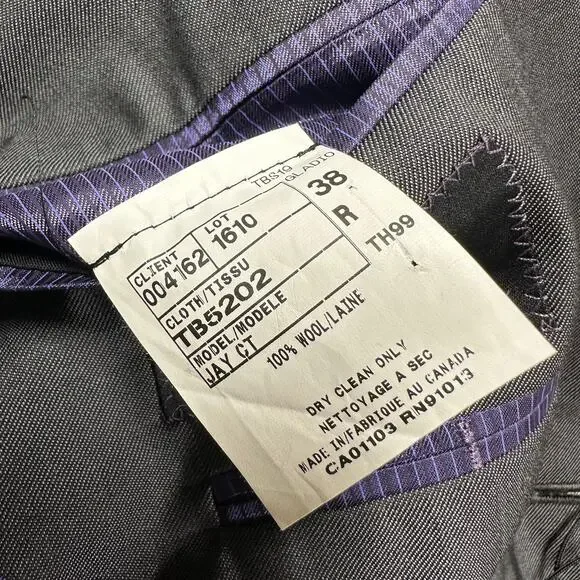 TBS19
GLADIO
CLIENT LOT
004162 1610
38
CLOTH/TISSU
R
TB5202
TH99
MODEL/MODELE
JAY CT
100% WOOL/LAINE
DRY CLEAN ONLY
NETTOYAGE A SEC
MADE IN/FABRIQUE AU CANADA
CA01103 RN91013